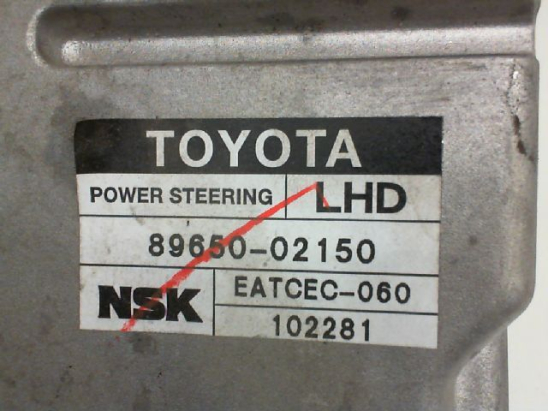 TOYOTA
POWER STEERING LHD
89650-02150
NSK EATCEC-060
102281